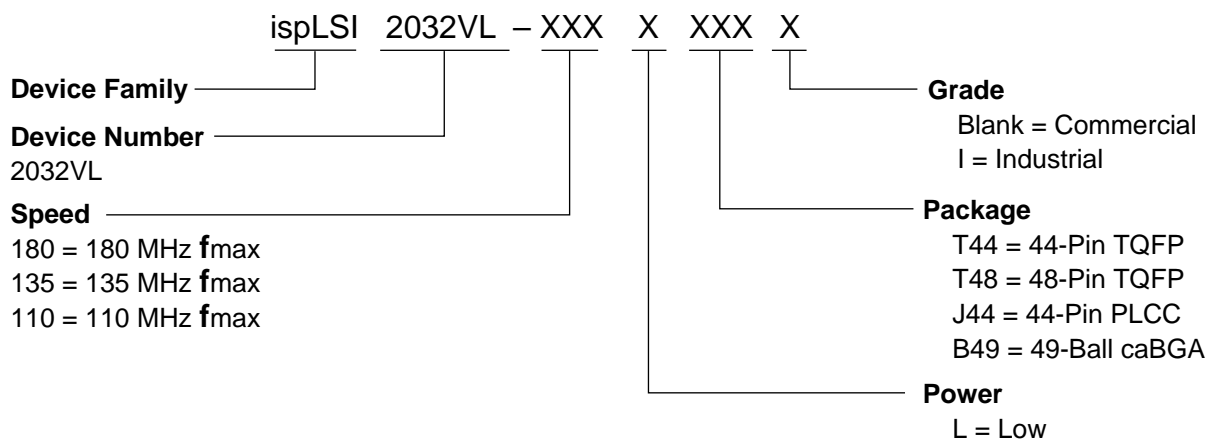 ispLSI 2032VL – XXX X XXX X
Device Family
Device Number
2032VL
Speed
180 = 180 MHz fmax
135 = 135 MHz fmax
110 = 110 MHz fmax
Grade
Blank = Commercial
I = Industrial
Package
T44 = 44-Pin TQFP
T48 = 48-Pin TQFP
J44 = 44-Pin PLCC
B49 = 49-Ball caBGA
Power
L = Low